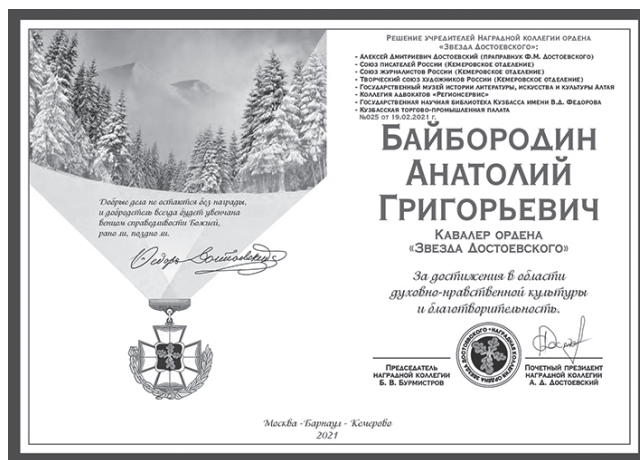 Решение учредителей Наградной коллегии ордена
«Звезда Достоевского»:
- Алексей Дмитриевич Достоевский (праправнук Ф.М. Достоевского)
- Союз писателей России (Кемеровское отделение)
- Союз журналистов России (Кемеровское отделение)
- Творческий союз художников России (Кемеровское отделение)
- Государственный музей истории литературы, искусства и культуры Алтая
- Коллегия адвокатов «Регионсервис»
- Государственная научная библиотека Кузбасса имени В.Д. Федорова
- Кузбасская торгово-промышленная палата
№025 от 19.02.2021 г.
Байбородин
Анатолий
Григорьевич
Кавалер ордена
«Звезда Достоевского»
За достижения в области
духовно-нравственной культуры
и благотворительность.
Добрые дела не остаются без награды,
и добродетель всегда будет увенчана
венцом справедливости Божией,
рано ли, поздно ли.
Федоръ Достоевский
Председатель
наградной коллегии
Б. В. Бурмистров
Почетный президент
наградной коллегии
А. Д. Достоевский
Москва - Барнаул - Кемерово
2021